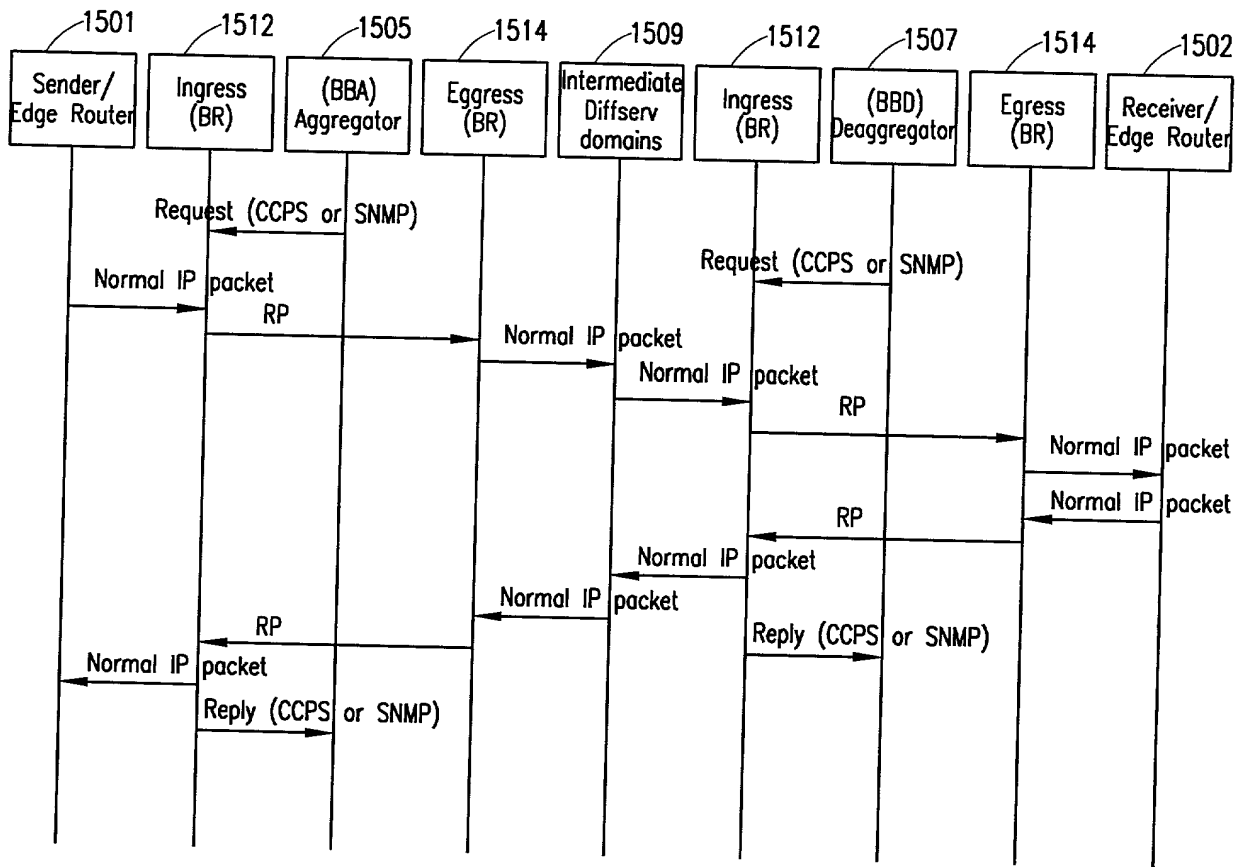 1501
1512
1505
1514
1509
1512
1507
1514
1502
Sender/
Edge Router
Ingress
(BR)
(BBA)
Aggregator
Eggress
(BR)
Intermediate
Diffserv
domains
Ingress
(BR)
(BBD)
Deaggregator
Egress
(BR)
Receiver/
Edge Router
Request (CCPS or SNMP)
Request (CCPS or SNMP)
Normal IP packet
RP
Normal IP packet
Normal IP packet
RP
Normal IP packet
Normal IP packet
RP
Normal IP packet
Normal IP packet
RP
Reply (CCPS or SNMP)
Normal IP packet
Reply (CCPS or SNMP)